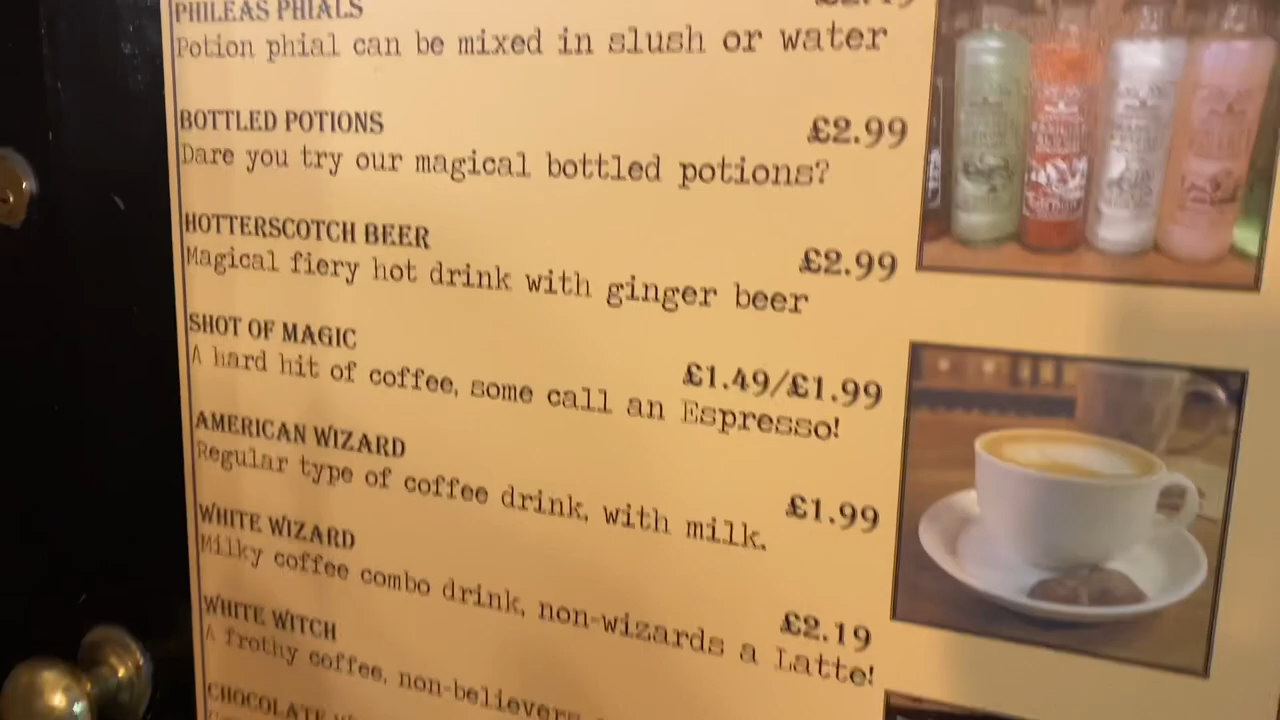 PHILEAS PHIALS
Potion phial can be mixed in slush or water
BOTTLED POTIONS £2.99
Dare you try our magical bottled potions?
HOTTERSCOTCH BEER £2.99
Magical fiery hot drink with ginger beer
SHOT OF MAGIC £1.49/£1.99
A hard hit of coffee, some call an Espresso!
AMERICAN WIZARD £1.99
Regular type of coffee drink, with milk.
WHITE WIZARD £2.19
Milky coffee combo drink, non-wizards a Latte!
WHITE WITCH
A frothy coffee, non-believers
CHOCOLATE